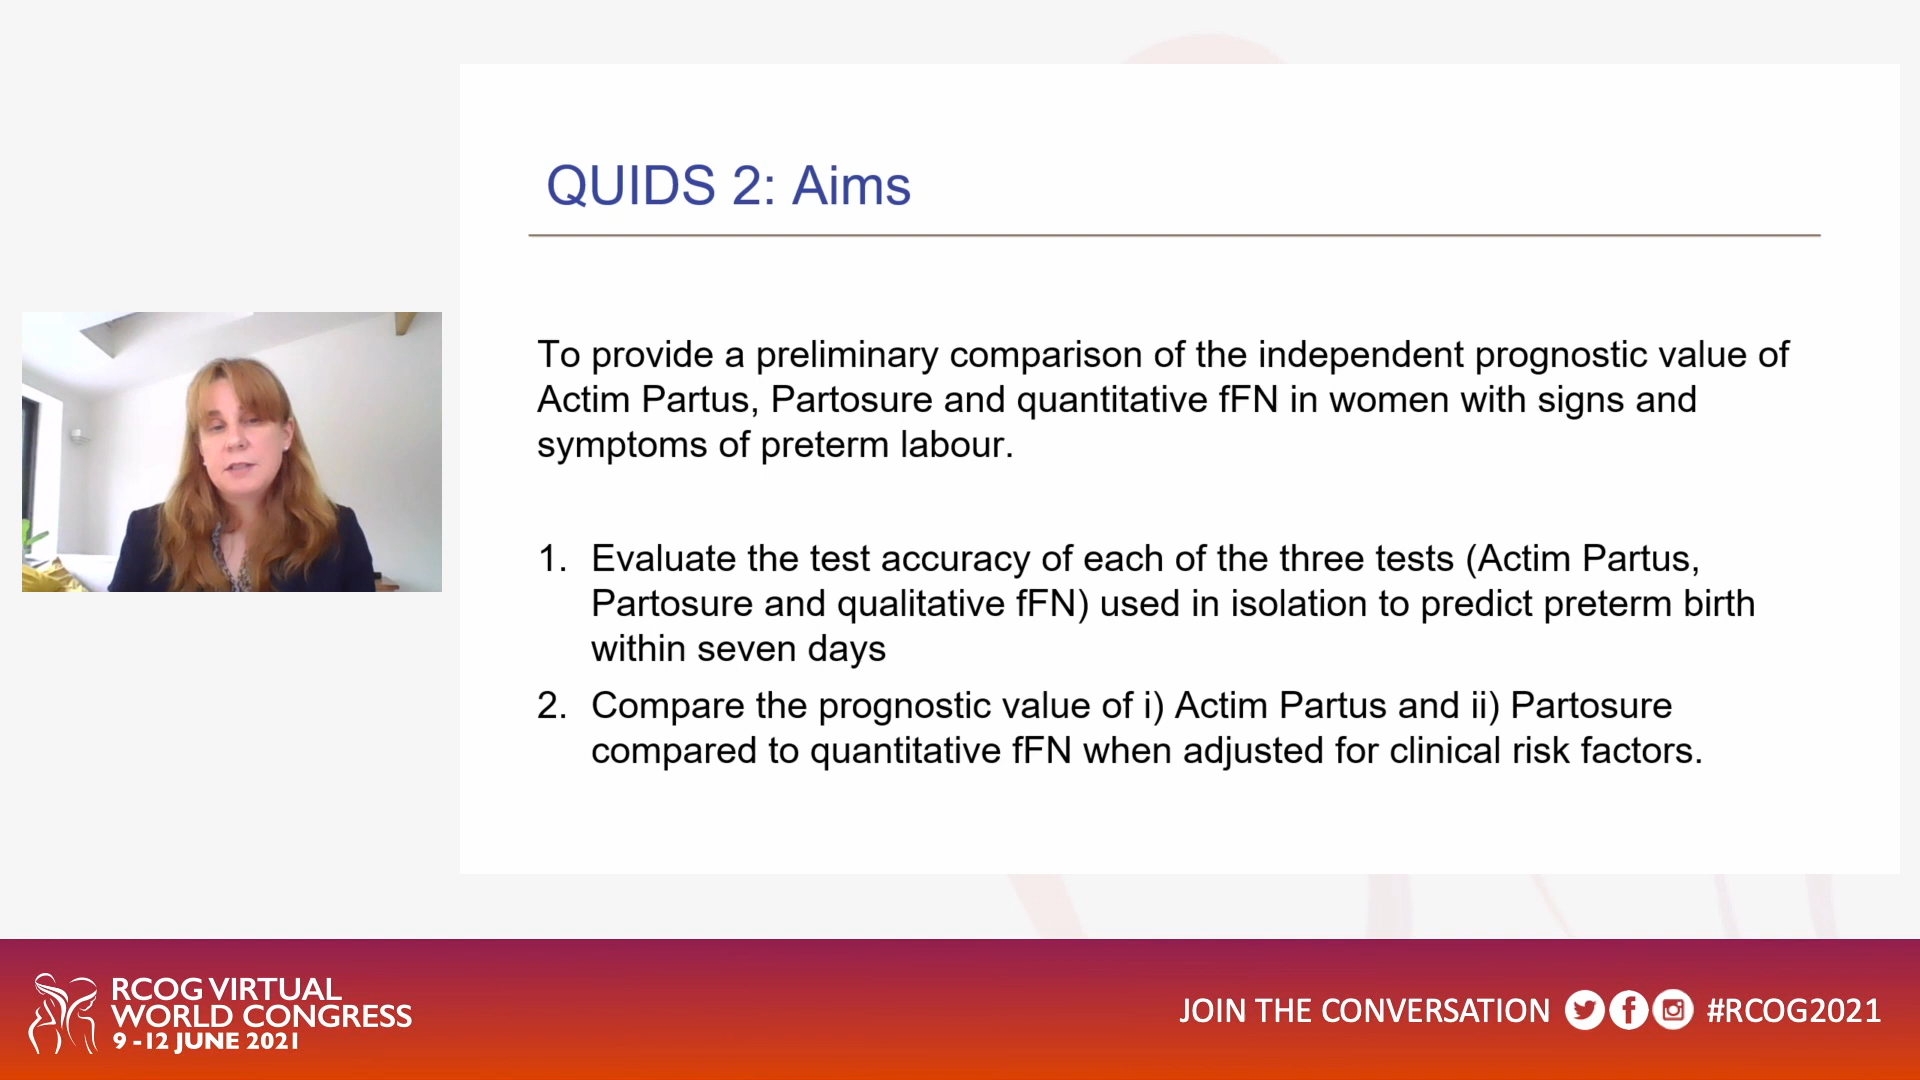 QUIDS 2: Aims
To provide a preliminary comparison of the independent prognostic value of
Actim Partus, Partosure and quantitative fFN in women with signs and
symptoms of preterm labour.
1. Evaluate the test accuracy of each of the three tests (Actim Partus,
Partosure and qualitative fFN) used in isolation to predict preterm birth
within seven days
2. Compare the prognostic value of i) Actim Partus and ii) Partosure
compared to quantitative fFN when adjusted for clinical risk factors.
RCOG VIRTUAL
WORLD CONGRESS
9 -12 JUNE 2021
JOIN THE CONVERSATION #RCOG2021